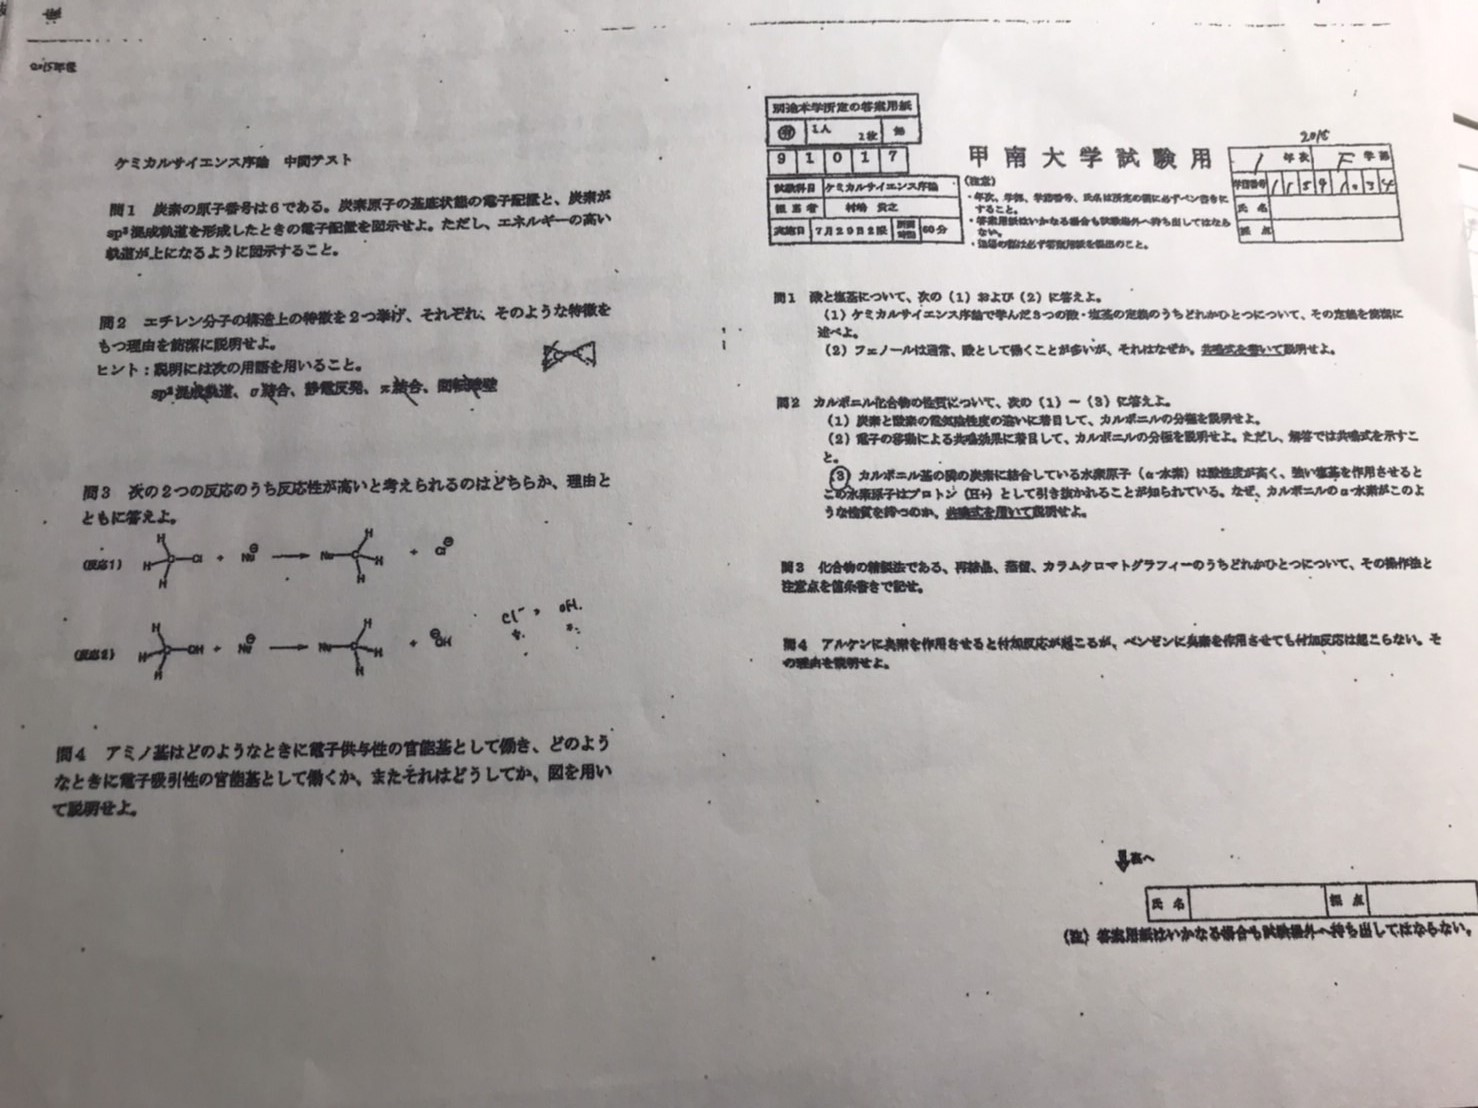 2015年度
ケミカルサイエンス序論 中間テスト
問1 炭素の原子番号は6である。炭素原子の基底状態の電子配置と、炭素が
sp²混成軌道を形成したときの電子配置を図示せよ。ただし、エネルギーの高い
軌道が上になるように図示すること。
問2 エチレン分子の構造上の特徴を2つ挙げ、それぞれ、そのような特徴を
もつ理由を簡潔に説明せよ。
ヒント:説明には次の用語を用いること。
sp²混成軌道、σ結合、静電反発、π結合、回転障壁
問3 次の2つの反応のうち反応性が高いと考えられるのはどちらか、理由と
ともに答えよ。
(反応1) H H H C Cl + Nu⊖ → Nu C H H H + Cl⊖
(反応2) H H H C OH + Nu⊖ → Nu C H H H + ⊖OH
Cl⁻, OH.
問4 アミノ基はどのようなときに電子供与性の官能基として働き、どのよう
なときに電子吸引性の官能基として働くか、またそれはどうしてか、図を用い
て説明せよ。
別途本学所定の答案用紙
1人 1枚
91017
試験科目 ケミカルサイエンス序論
担当者 村嶋 貴之
実施日 7月29日2限 試験時間 60分
甲南大学試験用
2015
1 年次 F 学部
学籍番号
氏名
採点
(注意)
・年次、学部、学籍番号、氏名は所定の欄に必ずペン書きに
すること。
・答案用紙はいかなる場合も試験場外へ持ち出してはなら
ない。
・退場の際は必ず答案用紙を提出のこと。
問1 酸と塩基について、次の(1)および(2)に答えよ。
(1)ケミカルサイエンス序論で学んだ3つの酸・塩基の定義のうちどれかひとつについて、その定義を簡潔に
述べよ。
(2)フェノールは通常、酸として働くことが多いが、それはなぜか。共鳴式を書いて説明せよ。
問2 カルボニル化合物の性質について、次の(1)〜(3)に答えよ。
(1)炭素と酸素の電気陰性度の違いに着目して、カルボニルの分極を説明せよ。
(2)電子の移動による共鳴効果に着目して、カルボニルの分極を説明せよ。ただし、解答では共鳴式を示すこ
と。
(3)カルボニル基の隣の炭素に結合している水素原子(α-水素)は酸性度が高く、強い塩基を作用させると
この水素原子はプロトン(H+)として引き抜かれることが知られている。なぜ、カルボニルのα-水素がこのよ
うな性質を持つのか、共鳴式を用いて説明せよ。
問3 化合物の精製法である、再結晶、蒸留、カラムクロマトグラフィーのうちどれかひとつについて、その操作法と
注意点を箇条書きで記せ。
問4 アルケンに臭素を作用させると付加反応が起こるが、ベンゼンに臭素を作用させても付加反応は起こらない。そ
の理由を説明せよ。
裏へ
氏名 採点
(注)答案用紙はいかなる場合も試験場外へ持ち出してはならない。